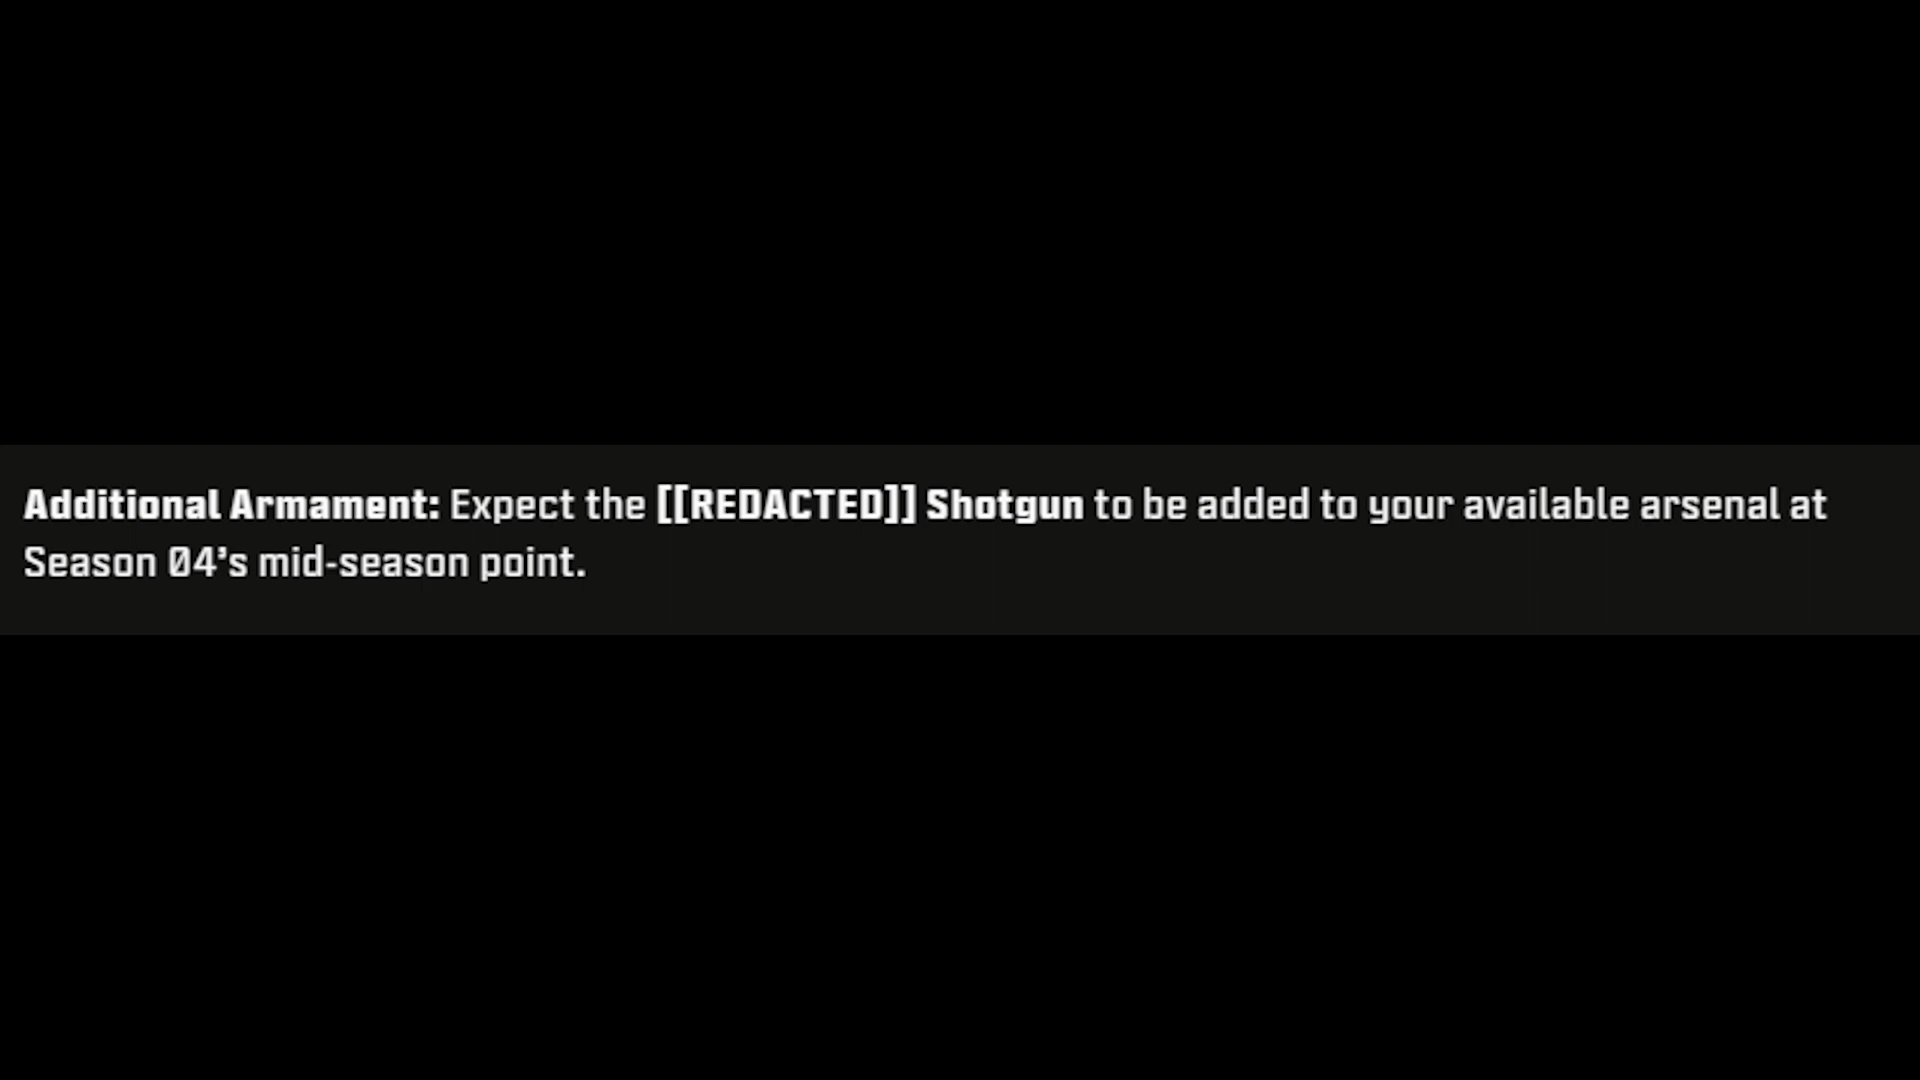 Additional Armament: Expect the [[REDACTED]] Shotgun to be added to your available arsenal at
Season 04’s mid-season point.